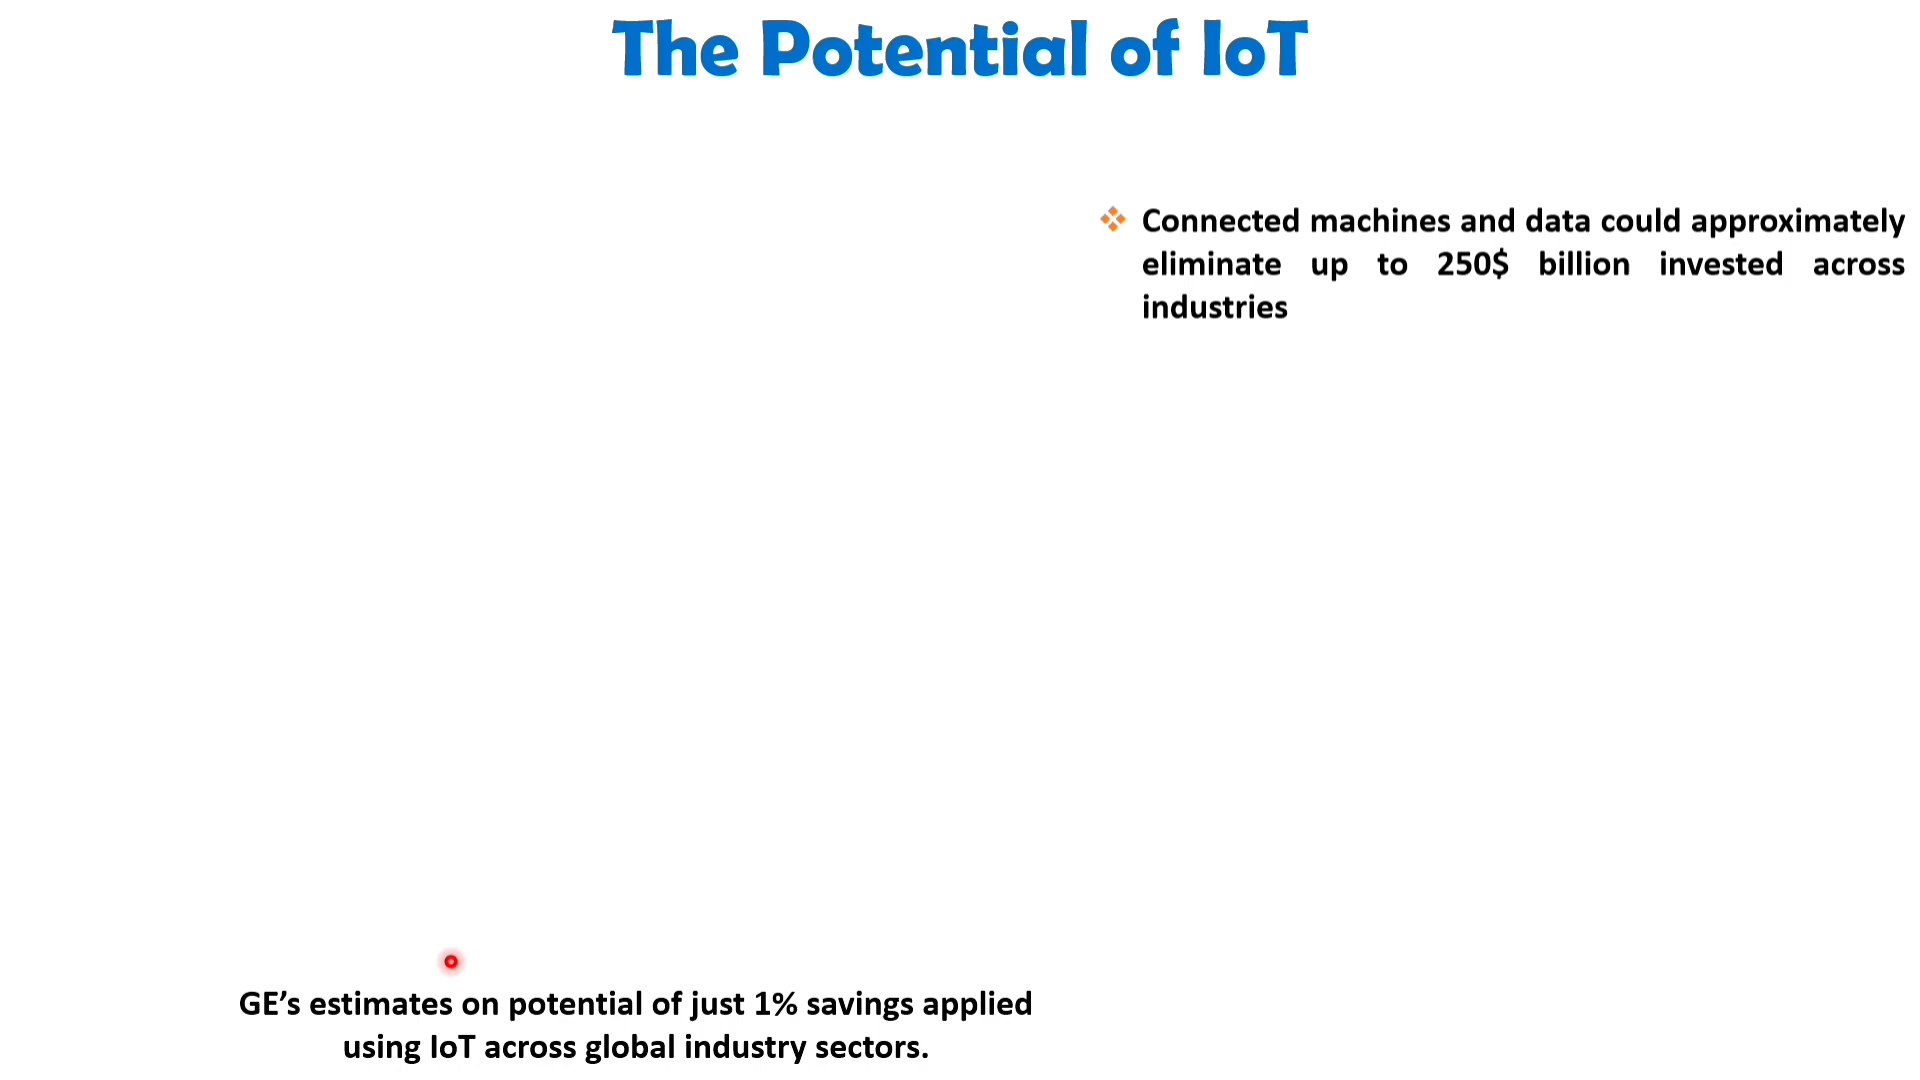 The Potential of IoT
Connected machines and data could approximately
eliminate up to 250$ billion invested across
industries
GE’s estimates on potential of just 1% savings applied
using IoT across global industry sectors.